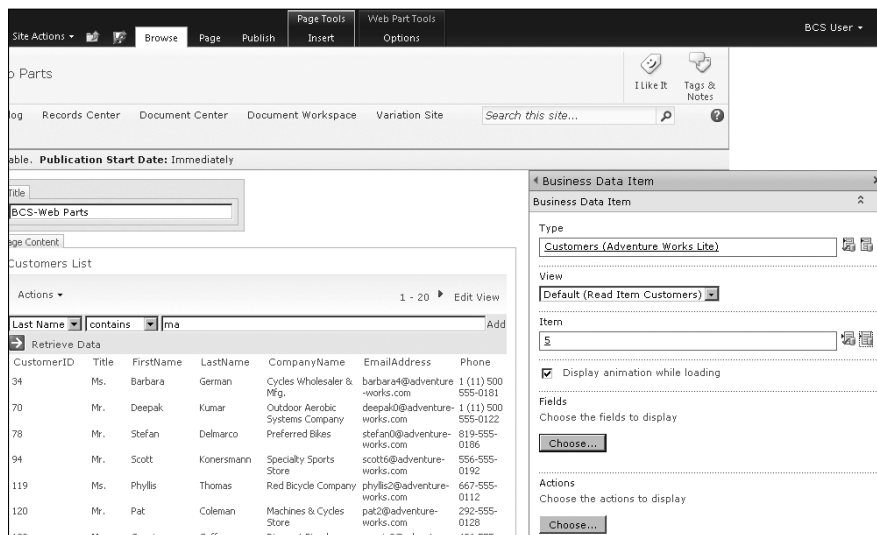 Page Tools Web Part Tools
Site Actions Browse Page Publish Insert Options BCS User
b Parts
I Like It Tags & Notes
log Records Center Document Center Document Workspace Variation Site Search this site...
able. Publication Start Date: Immediately
Title
BCS-Web Parts
age Content
Customers List
Actions 1 - 20 Edit View
Last Name contains ma Add
Retrieve Data
CustomerID Title FirstName LastName CompanyName EmailAddress Phone
34 Ms. Barbara German Cycles Wholesaler & Mfg. barbara4@adventure-works.com 1 (11) 500 555-0181
70 Mr. Deepak Kumar Outdoor Aerobic Systems Company deepak0@adventure-works.com 1 (11) 500 555-0122
78 Mr. Stefan Delmarco Preferred Bikes stefan0@adventure-works.com 819-555-0186
94 Mr. Scott Konersmann Specialty Sports Store scott6@adventure-works.com 556-555-0192
119 Ms. Phyllis Thomas Red Bicycle Company phyllis2@adventure-works.com 667-555-0112
120 Mr. Pat Coleman Machines & Cycles Store pat2@adventure-works.com 292-555-0128
Business Data Item
Business Data Item
Type
Customers (Adventure Works Lite)
View
Default (Read Item Customers)
Item
5
Display animation while loading
Fields
Choose the fields to display
Choose...
Actions
Choose the actions to display
Choose...